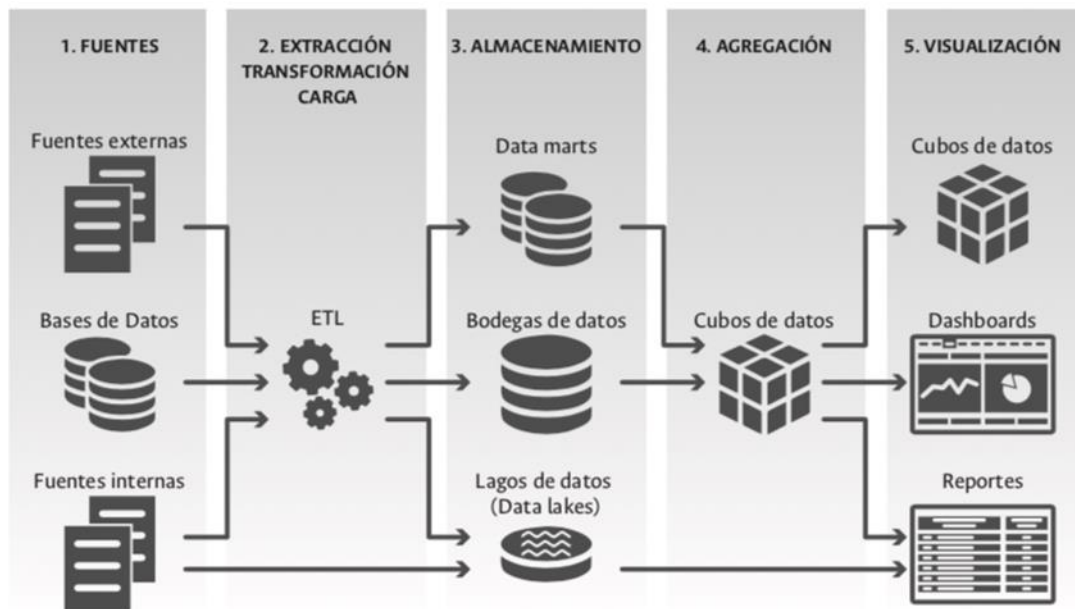 1. FUENTES
2. EXTRACCIÓN
TRANSFORMACIÓN
CARGA
3. ALMACENAMIENTO
4. AGREGACIÓN
5. VISUALIZACIÓN
Fuentes externas
Data marts
Cubos de datos
Bases de Datos
ETL
Bodegas de datos
Cubos de datos
Dashboards
Fuentes internas
Lagos de datos
(Data lakes)
Reportes